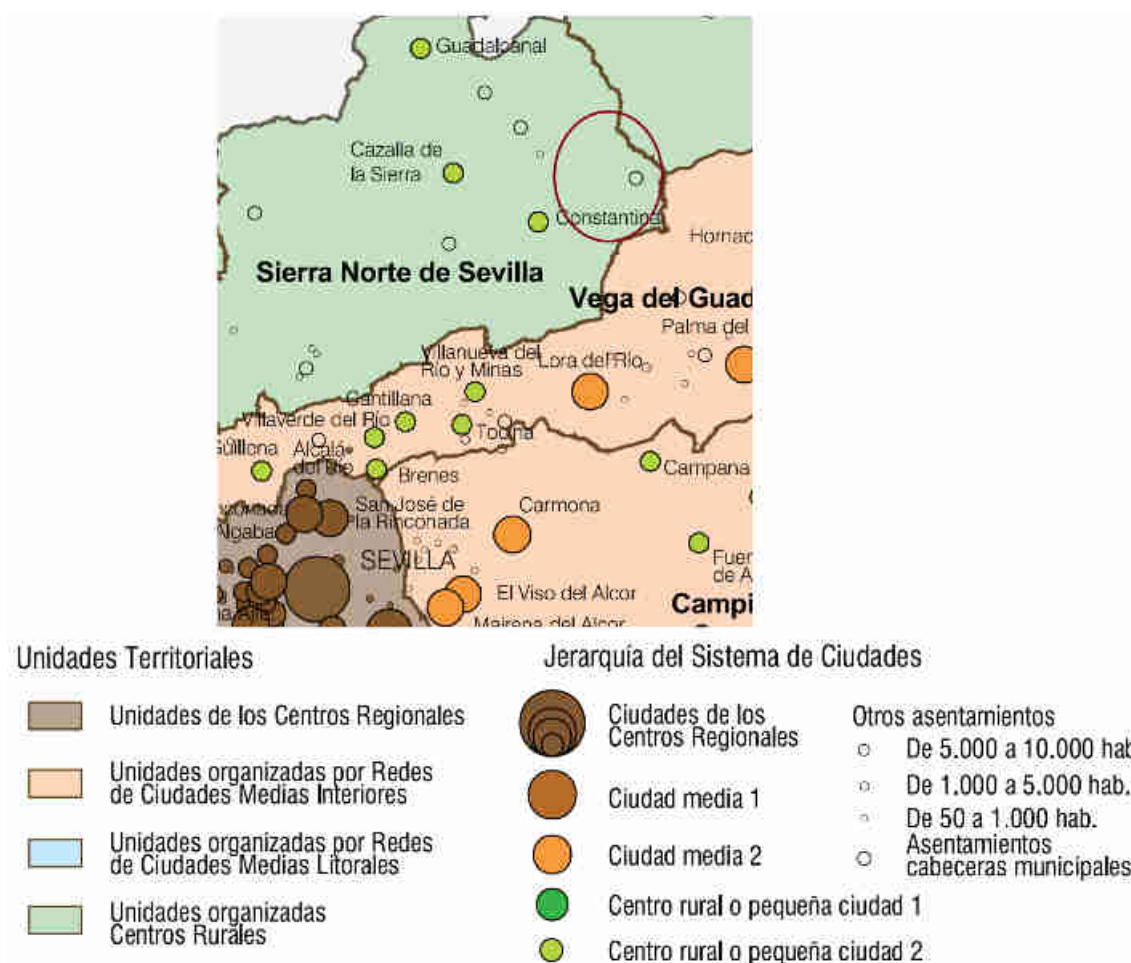 Guadalcanal
Cazalla de
la Sierra
Constantina
Hornac
Sierra Norte de Sevilla
Vega del Guad
Palma del
Villanueva del
Río y Minas
Lora del Río
Cantillana
Villaverde del Río
Tocina
Guillena
Alcalá
del Río
Brenes
Campana
San José de
la Rinconada
Carmona
Algaba
SEVILLA
Fuen
de A
El Viso del Alcor
Campi
Mairena del Alcor
Unidades Territoriales
Unidades de los Centros Regionales
Unidades organizadas por Redes
de Ciudades Medias Interiores
Unidades organizadas por Redes
de Ciudades Medias Litorales
Unidades organizadas
Centros Rurales
Jerarquía del Sistema de Ciudades
Ciudades de los
Centros Regionales
Ciudad media 1
Ciudad media 2
Centro rural o pequeña ciudad 1
Centro rural o pequeña ciudad 2
Otros asentamientos
De 5.000 a 10.000 hab
De 1.000 a 5.000 hab.
De 50 a 1.000 hab.
Asentamientos
cabeceras municipales